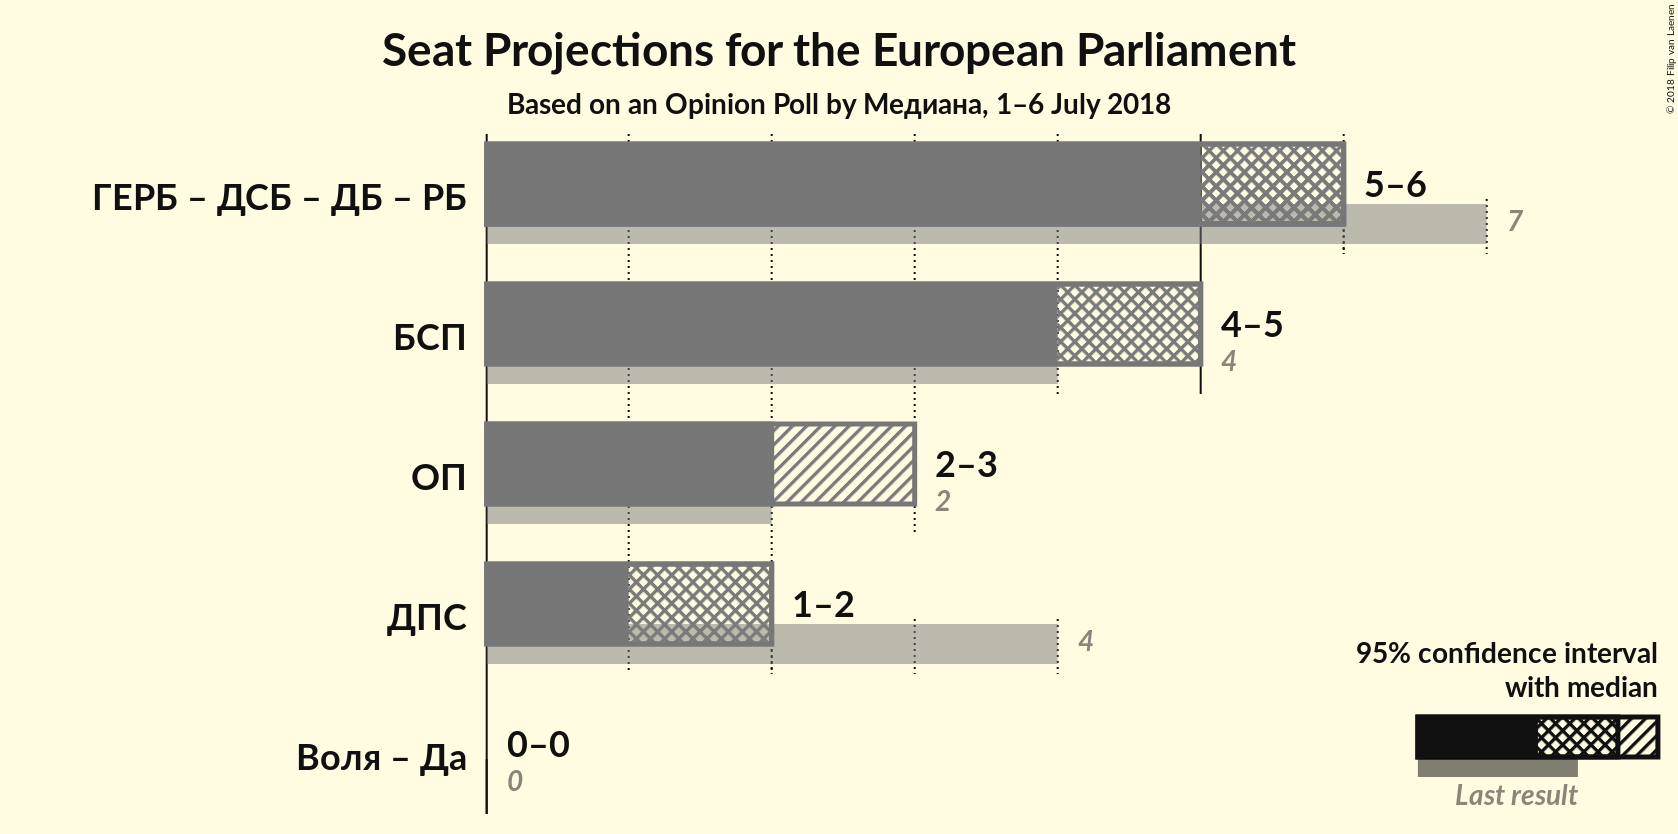 Seat Projections for the European Parliament
Based on an Opinion Poll by Медиана, 1–6 July 2018
© 2018 Filip van Laenen
ГЕРБ – ДСБ – ДБ – РБ
5–6
7
БСП
4–5
4
ОП
2–3
2
ДПС
1–2
4
Воля – Да
0–0
0
95% confidence interval
with median
Last result